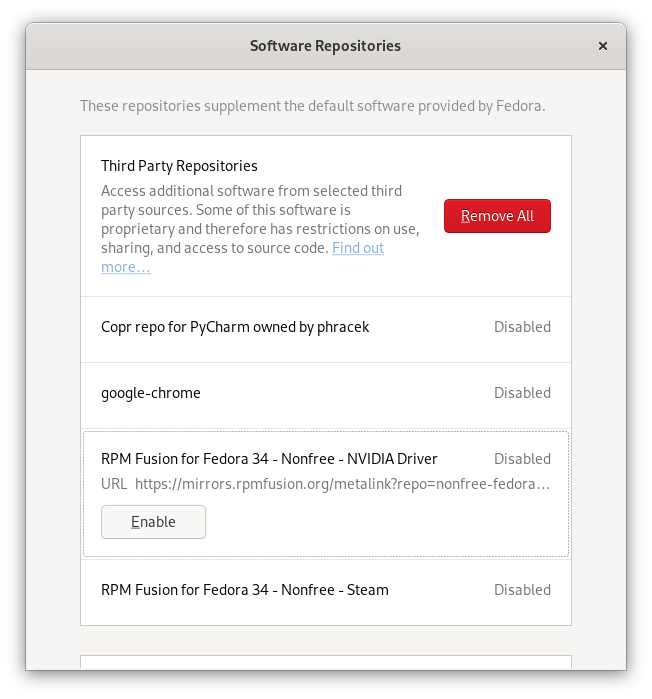 Software Repositories
These repositories supplement the default software provided by Fedora.
Third Party Repositories
Access additional software from selected third
party sources. Some of this software is
proprietary and therefore has restrictions on use,
sharing, and access to source code. Find out
more…
Remove All
Copr repo for PyCharm owned by phracek Disabled
google-chrome Disabled
RPM Fusion for Fedora 34 - Nonfree - NVIDIA Driver Disabled
URL https://mirrors.rpmfusion.org/metalink?repo=nonfree-fedora…
Enable
RPM Fusion for Fedora 34 - Nonfree - Steam Disabled